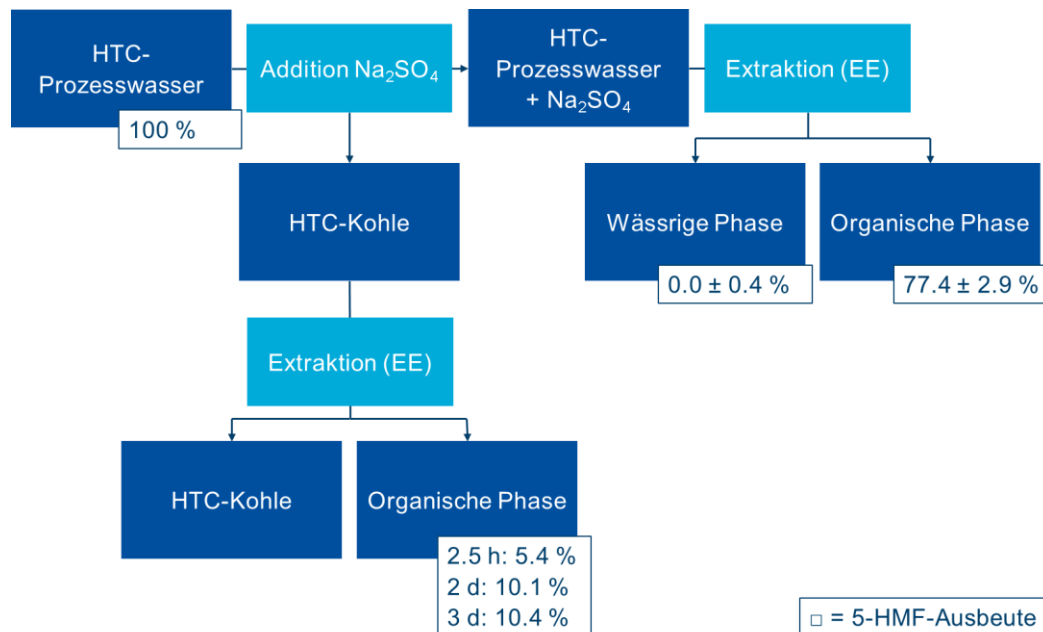 HTC-
Prozesswasser
100 %
Addition Na₂SO₄
HTC-
Prozesswasser
+ Na₂SO₄
Extraktion (EE)
HTC-Kohle
Wässrige Phase
0.0 ± 0.4 %
Organische Phase
77.4 ± 2.9 %
Extraktion (EE)
HTC-Kohle
Organische Phase
2.5 h: 5.4 %
2 d: 10.1 %
3 d: 10.4 %
□ = 5-HMF-Ausbeute